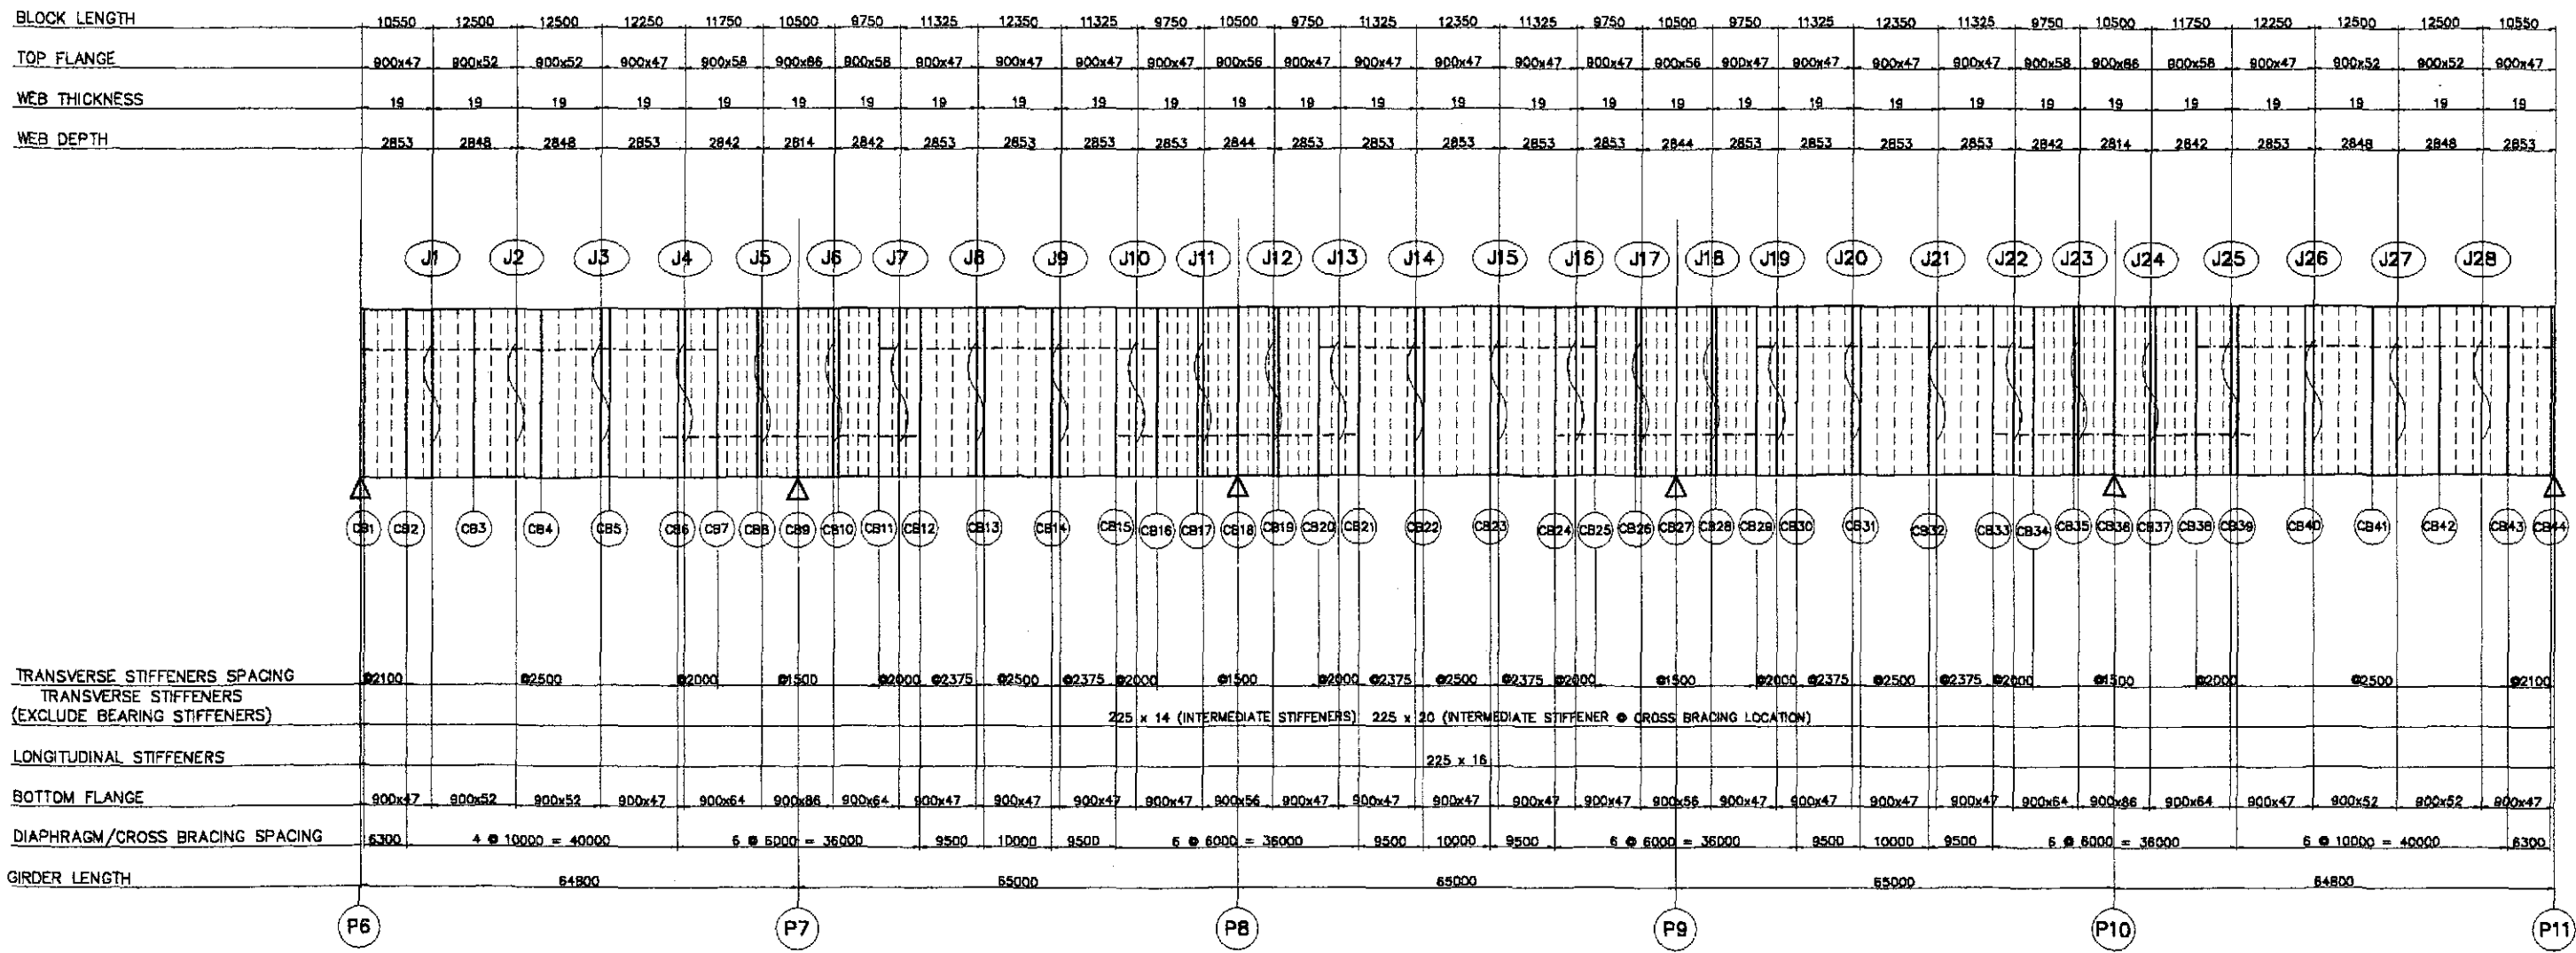 BLOCK LENGTH 10550 12500 12500 12250 11750 10500 9750 11325 12350 11325 9750 10500 9750 11325 12350 11325 9750 10500 9750 11325 12350 11325 9750 10500 11750 12250 12500 12500 10550
TOP FLANGE 900x47 900x52 900x52 900x47 900x58 900x86 900x58 900x47 900x47 900x47 900x47 900x56 900x47 900x47 900x47 900x47 900x47 900x56 900x47 900x47 900x47 900x47 900x58 900x86 900x58 900x47 900x52 900x52 900x47
WEB THICKNESS 19 19 19 19 19 19 19 19 19 19 19 19 19 19 19 19 19 19 19 19 19 19 19 19 19 19 19 19 19
WEB DEPTH 2853 2848 2848 2853 2842 2814 2842 2853 2853 2853 2853 2844 2853 2853 2853 2853 2853 2844 2853 2853 2853 2853 2842 2814 2842 2853 2848 2848 2853
J1 J2 J3 J4 J5 J6 J7 J8 J9 J10 J11 J12 J13 J14 J15 J16 J17 J18 J19 J20 J21 J22 J23 J24 J25 J26 J27 J28
CB1 CB2 CB3 CB4 CB5 CB6 CB7 CB8 CB9 CB10 CB11 CB12 CB13 CB14 CB15 CB16 CB17 CB18 CB19 CB20 CB21 CB22 CB23 CB24 CB25 CB26 CB27 CB28 CB29 CB30 CB31 CB32 CB33 CB34 CB35 CB36 CB37 CB38 CB39 CB40 CB41 CB42 CB43 CB44
TRANSVERSE STIFFENERS SPACING @2100 @2500 @2000 @1500 @2000 @2375 @2500 @2375 @2000 @1500 @2000 @2375 @2500 @2375 @2000 @1500 @2000 @2375 @2500 @2375 @2000 @1500 @2000 @2500 @2100
TRANSVERSE STIFFENERS
(EXCLUDE BEARING STIFFENERS) 225 x 14 (INTERMEDIATE STIFFENERS) 225 x 20 (INTERMEDIATE STIFFENER @ CROSS BRACING LOCATION)
LONGITUDINAL STIFFENERS 225 x 16
BOTTOM FLANGE 900x47 900x52 900x52 900x47 900x64 900x86 900x64 900x47 900x47 900x47 900x47 900x56 900x47 900x47 900x47 900x47 900x47 900x56 900x47 900x47 900x47 900x47 900x64 900x86 900x64 900x47 900x52 900x52 900x47
DIAPHRAGM/CROSS BRACING SPACING 6300 4 @ 10000 = 40000 6 @ 6000 = 36000 9500 10000 9500 6 @ 6000 = 36000 9500 10000 9500 6 @ 6000 = 36000 9500 10000 9500 6 @ 6000 = 36000 6 @ 10000 = 40000 6300
GIRDER LENGTH 64800 65000 65000 65000 64800
P6 P7 P8 P9 P10 P11